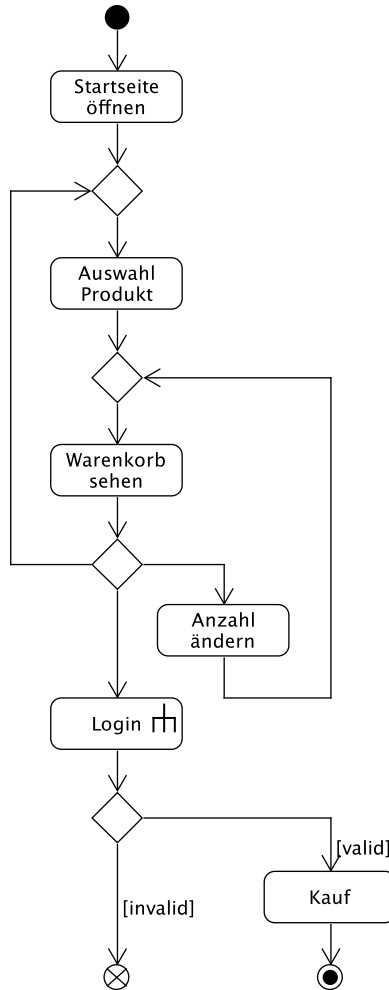 Startseite
öffnen
Auswahl
Produkt
Warenkorb
sehen
Anzahl
ändern
Login
[valid]
Kauf
[invalid]